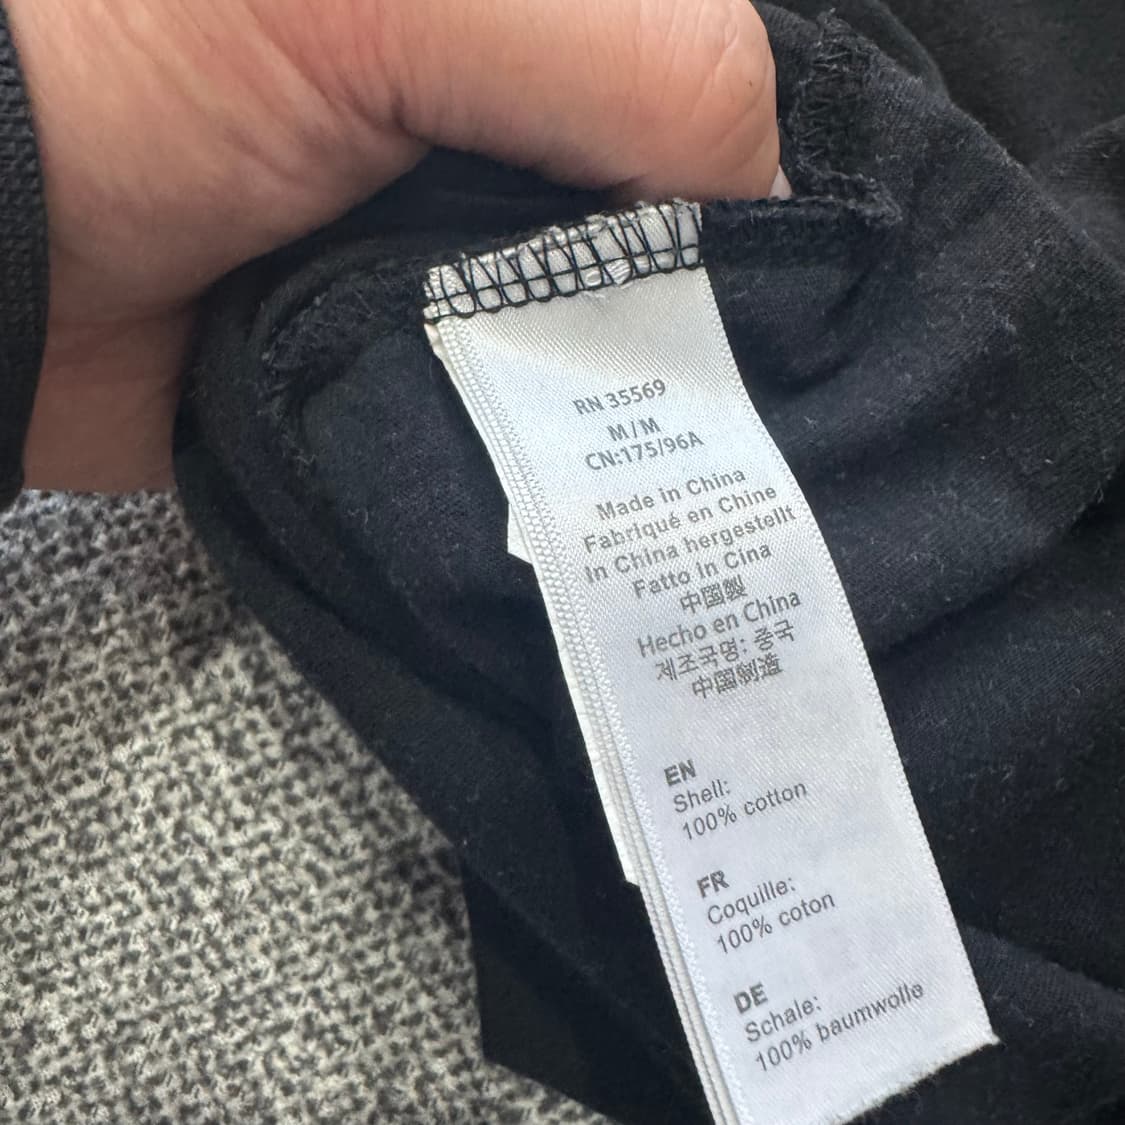 RN 35569
M/M
CN:175/96A
Made in China
Fabriqué en Chine
In China hergestellt
Fatto in Cina
中国製
Hecho en China
제조국명: 중국
中国制造
EN
Shell:
100% cotton
FR
Coquille:
100% coton
DE
Schale:
100% baumwolle